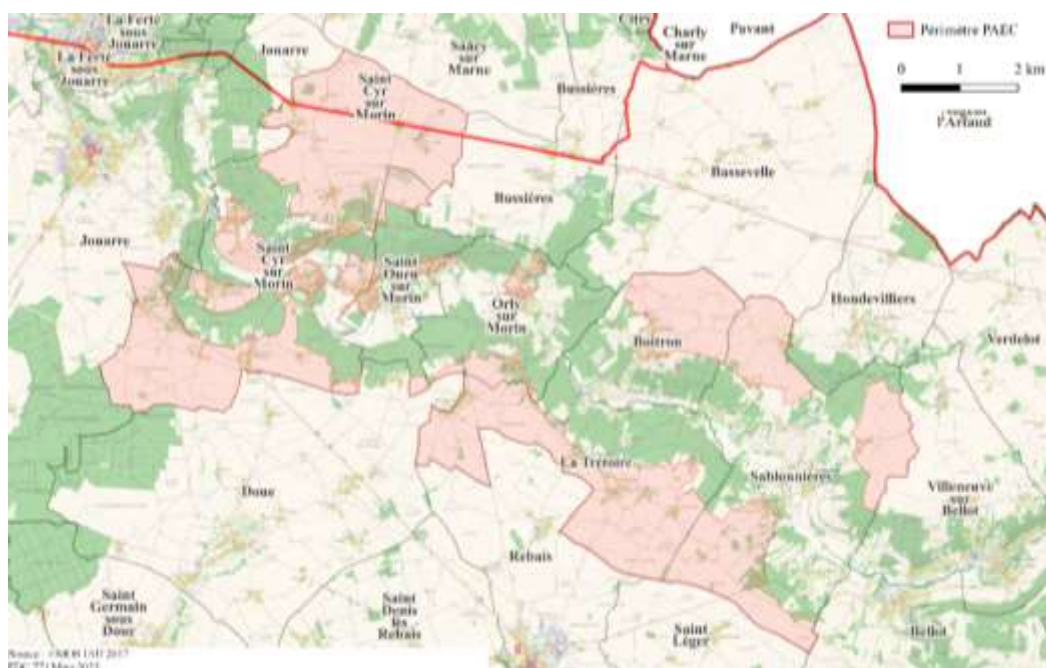 La Ferté
sous
Jouarre
La Ferté
sous
Jouarre
Jouarre
Saâcy
sur
Marne
Citry
Charly
sur
Marne
Pavant
Périmètre PAEC
0 1 2 km
l'Artaud
Saint
Cyr
sur
Morin
Bussières
Bassevelle
Bussières
Jouarre
Saint
Cyr
sur
Morin
Saint
Ouen
sur
Morin
Orly
sur
Morin
Boitron
Hondevilliers
Verdelot
La Trétoire
Sablonnières
Villeneuve
sur
Bellot
Doue
Rebais
Saint
Germain
sous
Doue
Saint
Denis
lès
Rebais
Saint
Léger
Bellot
Source :